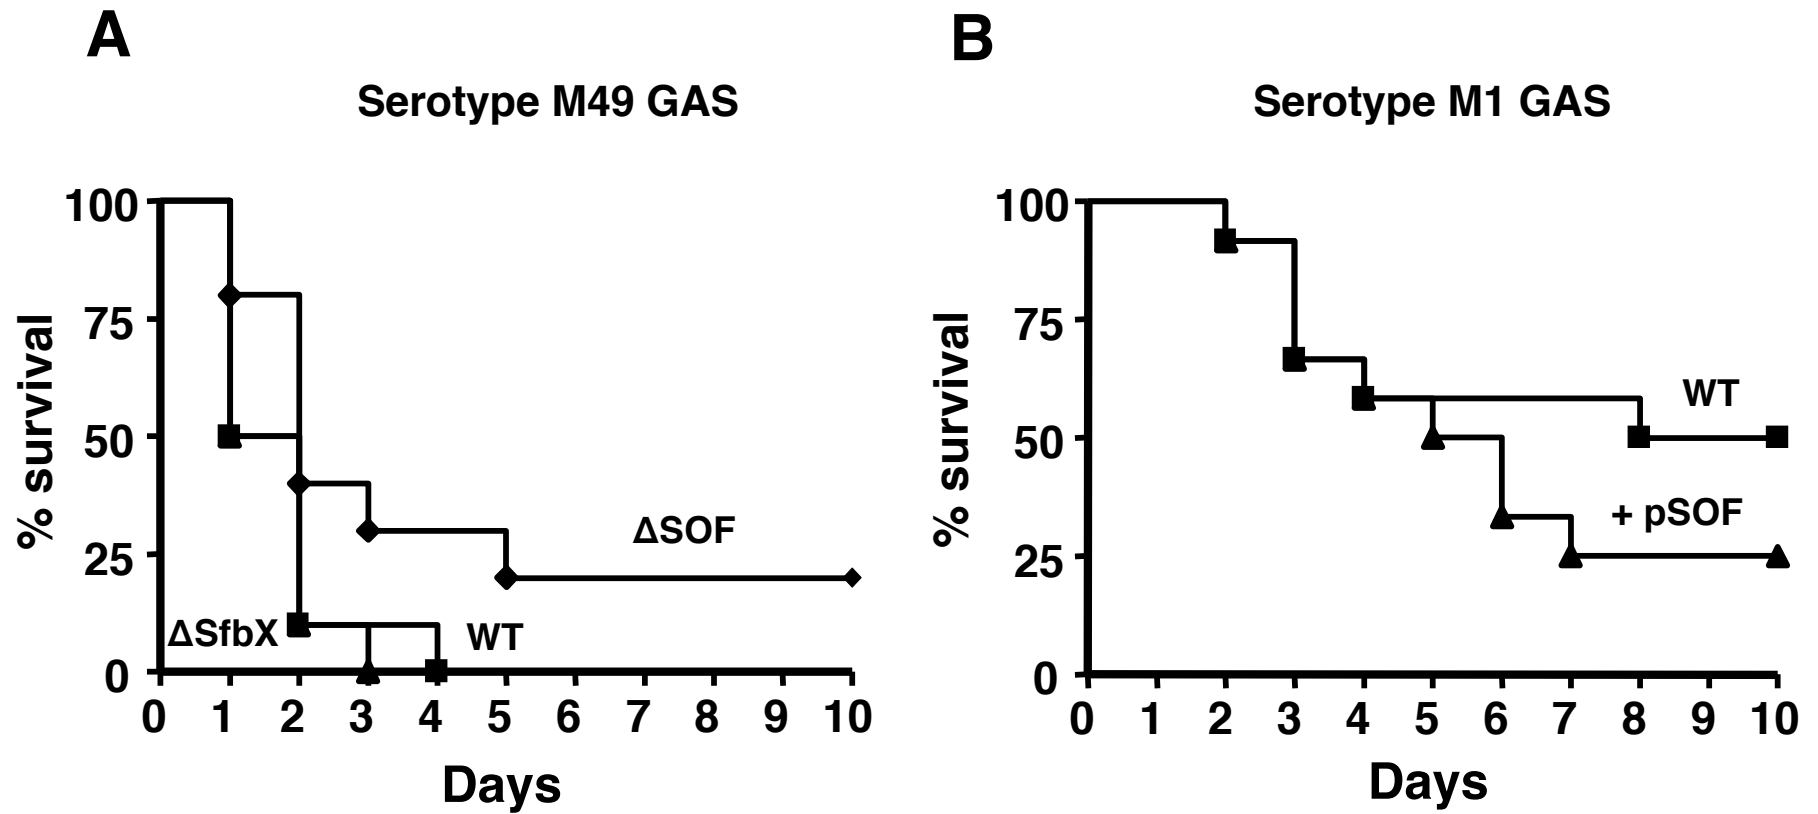 A
Serotype M49 GAS
% survival
100
75
50
25
0
ΔSOF
ΔSfbX
WT
0 1 2 3 4 5 6 7 8 9 10
Days
B
Serotype M1 GAS
% survival
100
75
50
25
0
WT
+ pSOF
0 1 2 3 4 5 6 7 8 9 10
Days